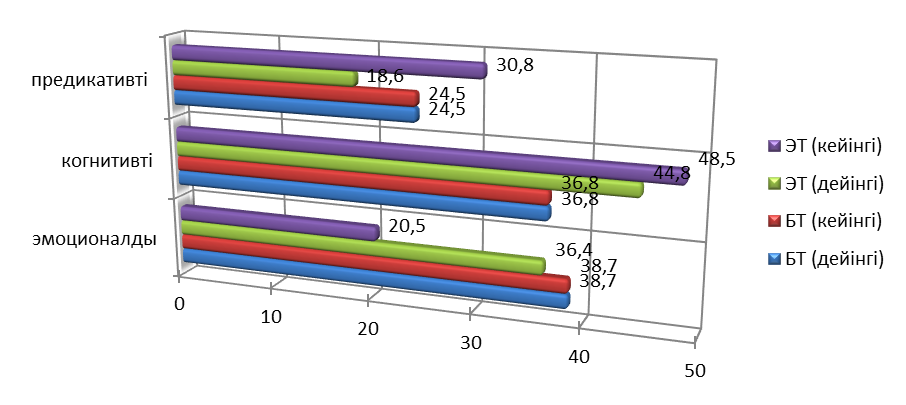 предикативті
30,8
18,6
24,5
24,5
когнитивті
48,5
44,8
36,8
36,8
эмоционалды
20,5
36,4
38,7
38,7
0
10
20
30
40
50
ЭТ (кейінгі)
ЭТ (дейінгі)
БТ (кейінгі)
БТ (дейінгі)